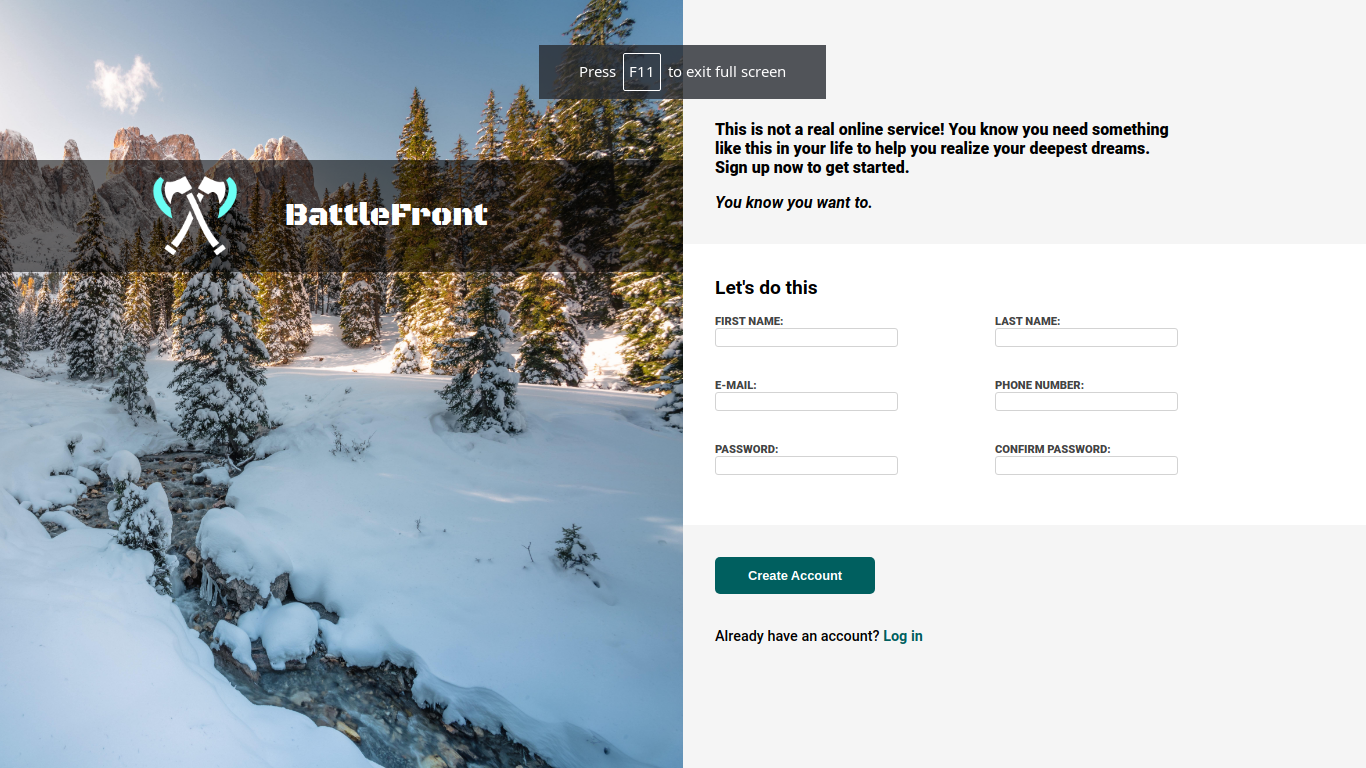 Press F11 to exit full screen
BattleFront
This is not a real online service! You know you need something
like this in your life to help you realize your deepest dreams.
Sign up now to get started.
You know you want to.
Let's do this
FIRST NAME:
LAST NAME:
E-MAIL:
PHONE NUMBER:
PASSWORD:
CONFIRM PASSWORD:
Create Account
Already have an account? Log in